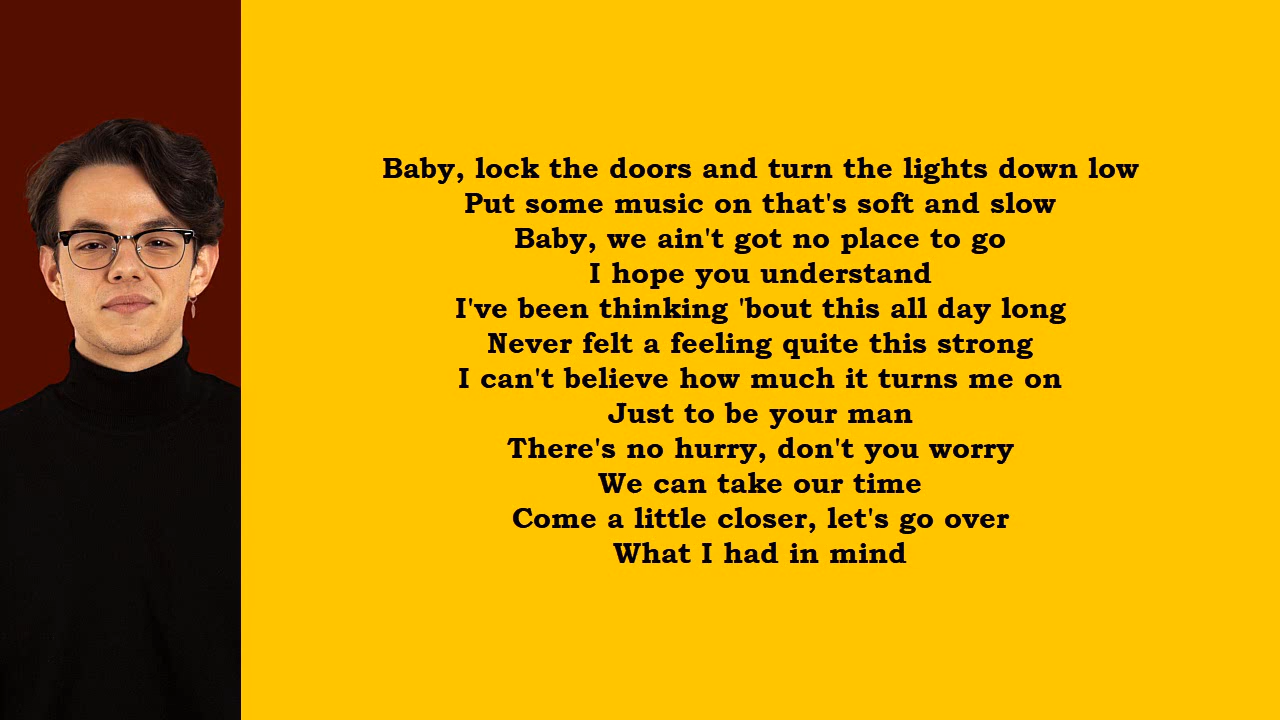 Baby, lock the doors and turn the lights down low
Put some music on that's soft and slow
Baby, we ain't got no place to go
I hope you understand
I've been thinking 'bout this all day long
Never felt a feeling quite this strong
I can't believe how much it turns me on
Just to be your man
There's no hurry, don't you worry
We can take our time
Come a little closer, let's go over
What I had in mind